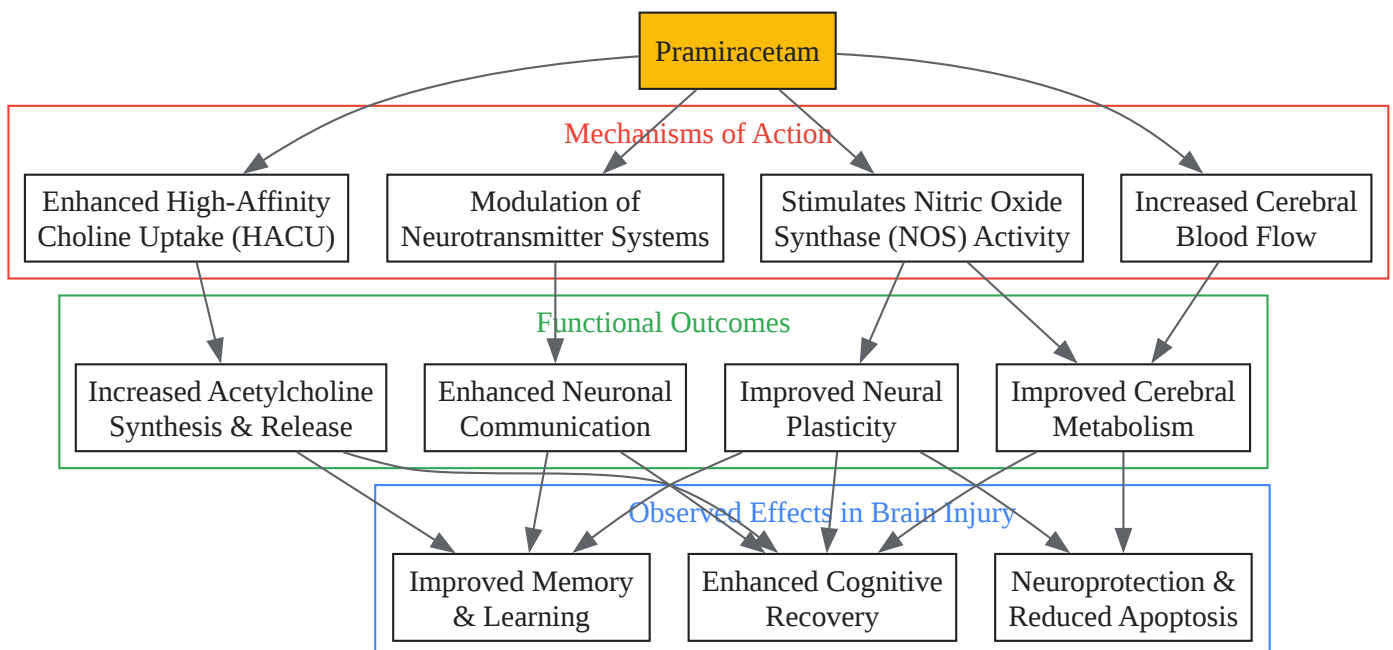 Pramiracetam
Mechanisms of Action
Enhanced High-Affinity
Choline Uptake (HACU)
Modulation of
Neurotransmitter Systems
Stimulates Nitric Oxide
Synthase (NOS) Activity
Increased Cerebral
Blood Flow
Functional Outcomes
Increased Acetylcholine
Synthesis & Release
Enhanced Neuronal
Communication
Improved Neural
Plasticity
Improved Cerebral
Metabolism
Observed Effects in Brain Injury
Improved Memory
& Learning
Enhanced Cognitive
Recovery
Neuroprotection &
Reduced Apoptosis